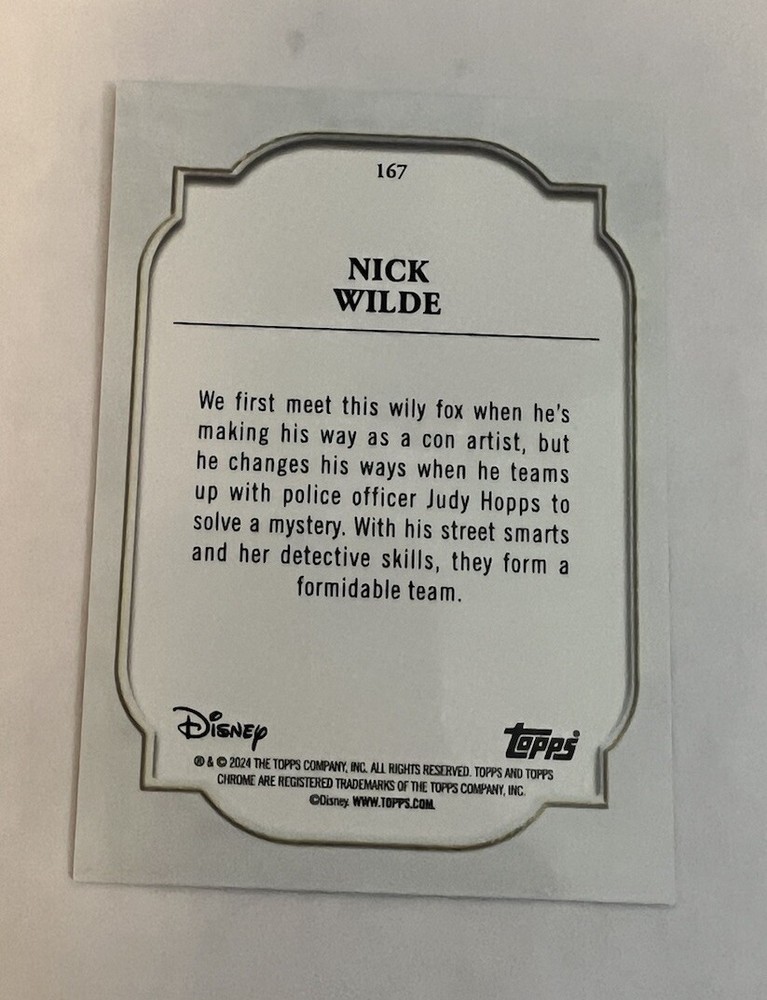 167
NICK
WILDE
We first meet this wily fox when he's
making his way as a con artist, but
he changes his ways when he teams
up with police officer Judy Hopps to
solve a mystery. With his street smarts
and her detective skills, they form a
formidable team.
Disney topps
® & © 2024 THE TOPPS COMPANY, INC. ALL RIGHTS RESERVED. TOPPS AND TOPPS
CHROME ARE REGISTERED TRADEMARKS OF THE TOPPS COMPANY, INC.
©Disney. WWW.TOPPS.COM.